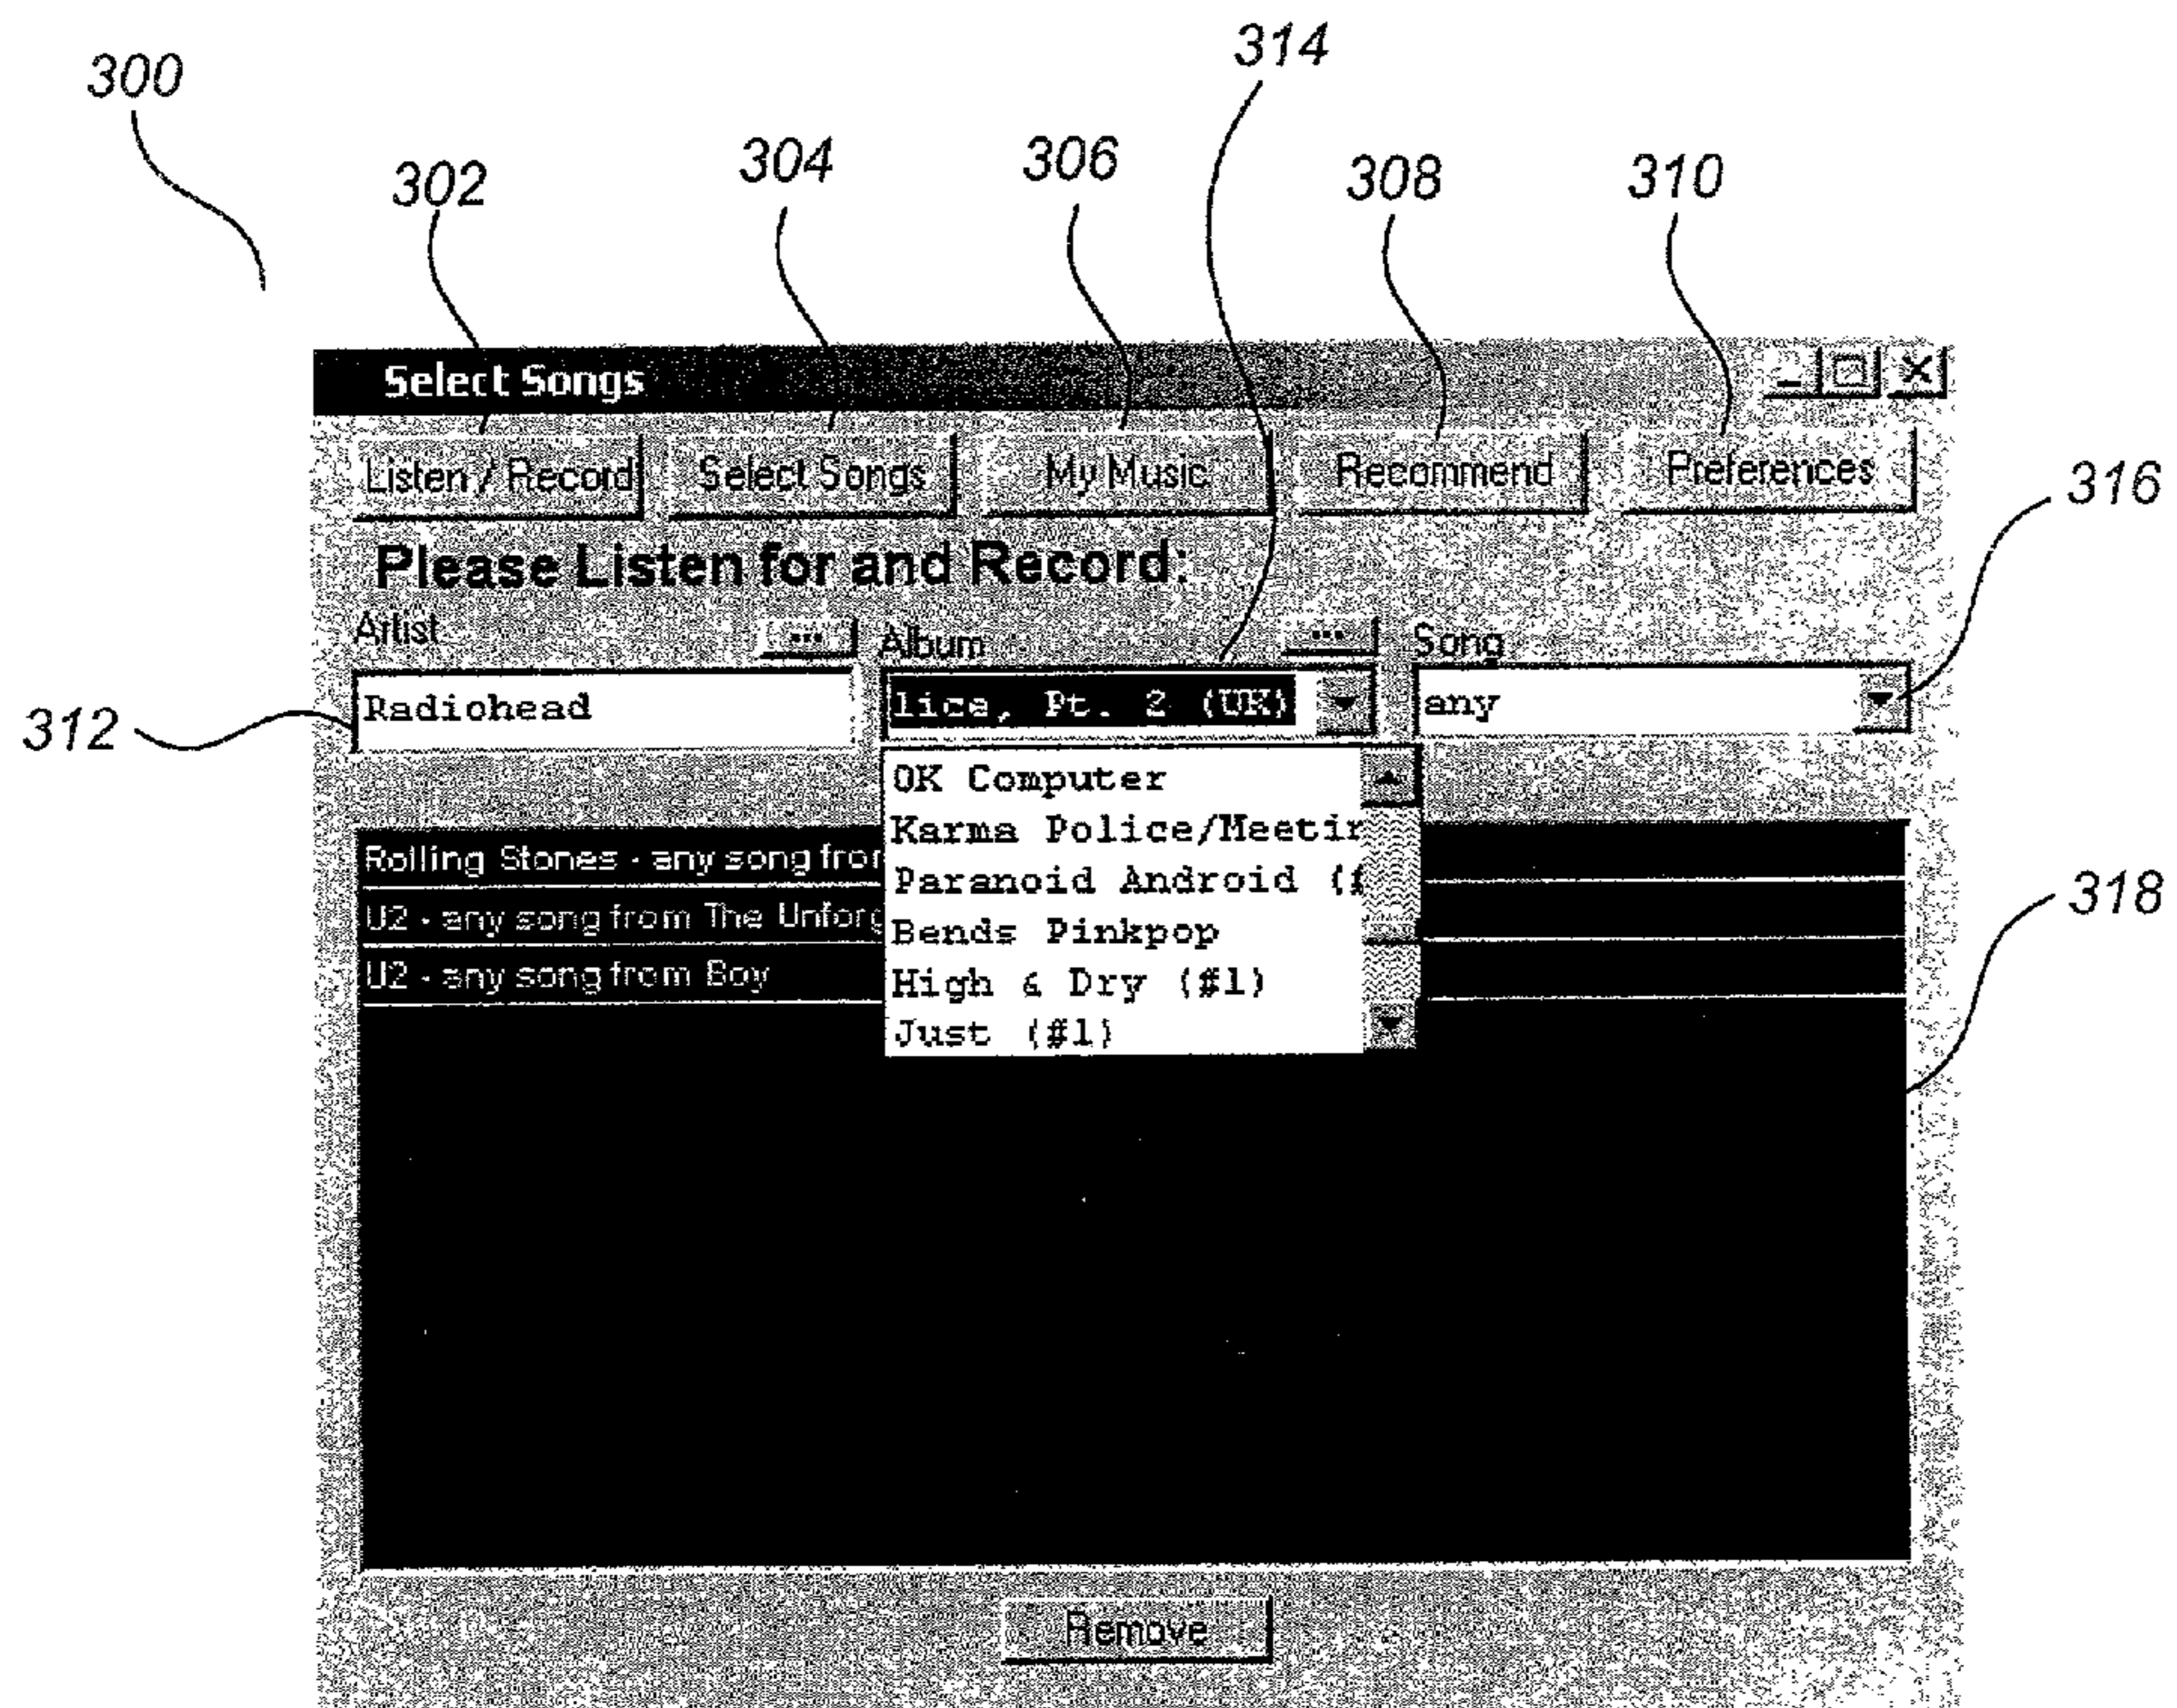 314
300
302 304 306 308 310
Select Songs
Listen / Record Select Songs My Music Recommend Preferences
316
Please Listen for and Record:
Artist ... Album ... Song
312 Radiohead lice, Pt. 2 (UK) any
OK Computer
Karma Police/Meetin
Paranoid Android (#
Bends Pinkpop
High & Dry (#1)
Just (#1)
Rolling Stones - any song from
U2 - any song from The Unforg
U2 - any song from Boy
318
Remove